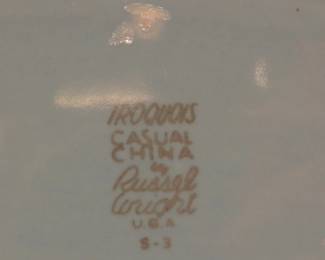 IROQUOIS
CASUAL
CHINA
by
Russel
Wright
U.S.A
S-3